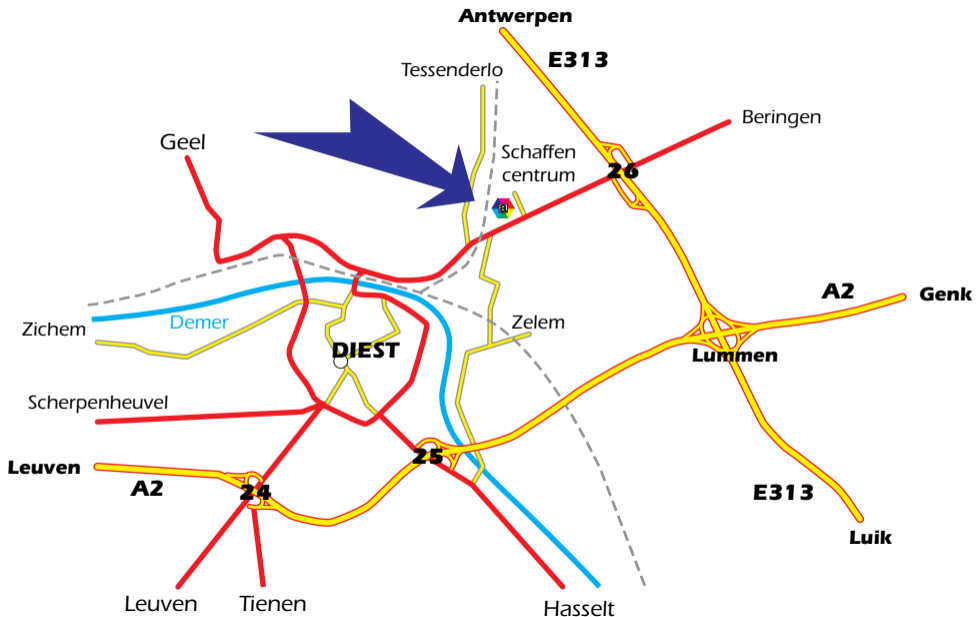 Antwerpen
E313
Tessenderlo
Beringen
Geel
Schaffen
centrum
26
a
A2
Genk
Zichem
Demer
Zelem
DIEST
Lummen
Scherpenheuvel
Leuven
25
A2
24
E313
Luik
Leuven
Tienen
Hasselt